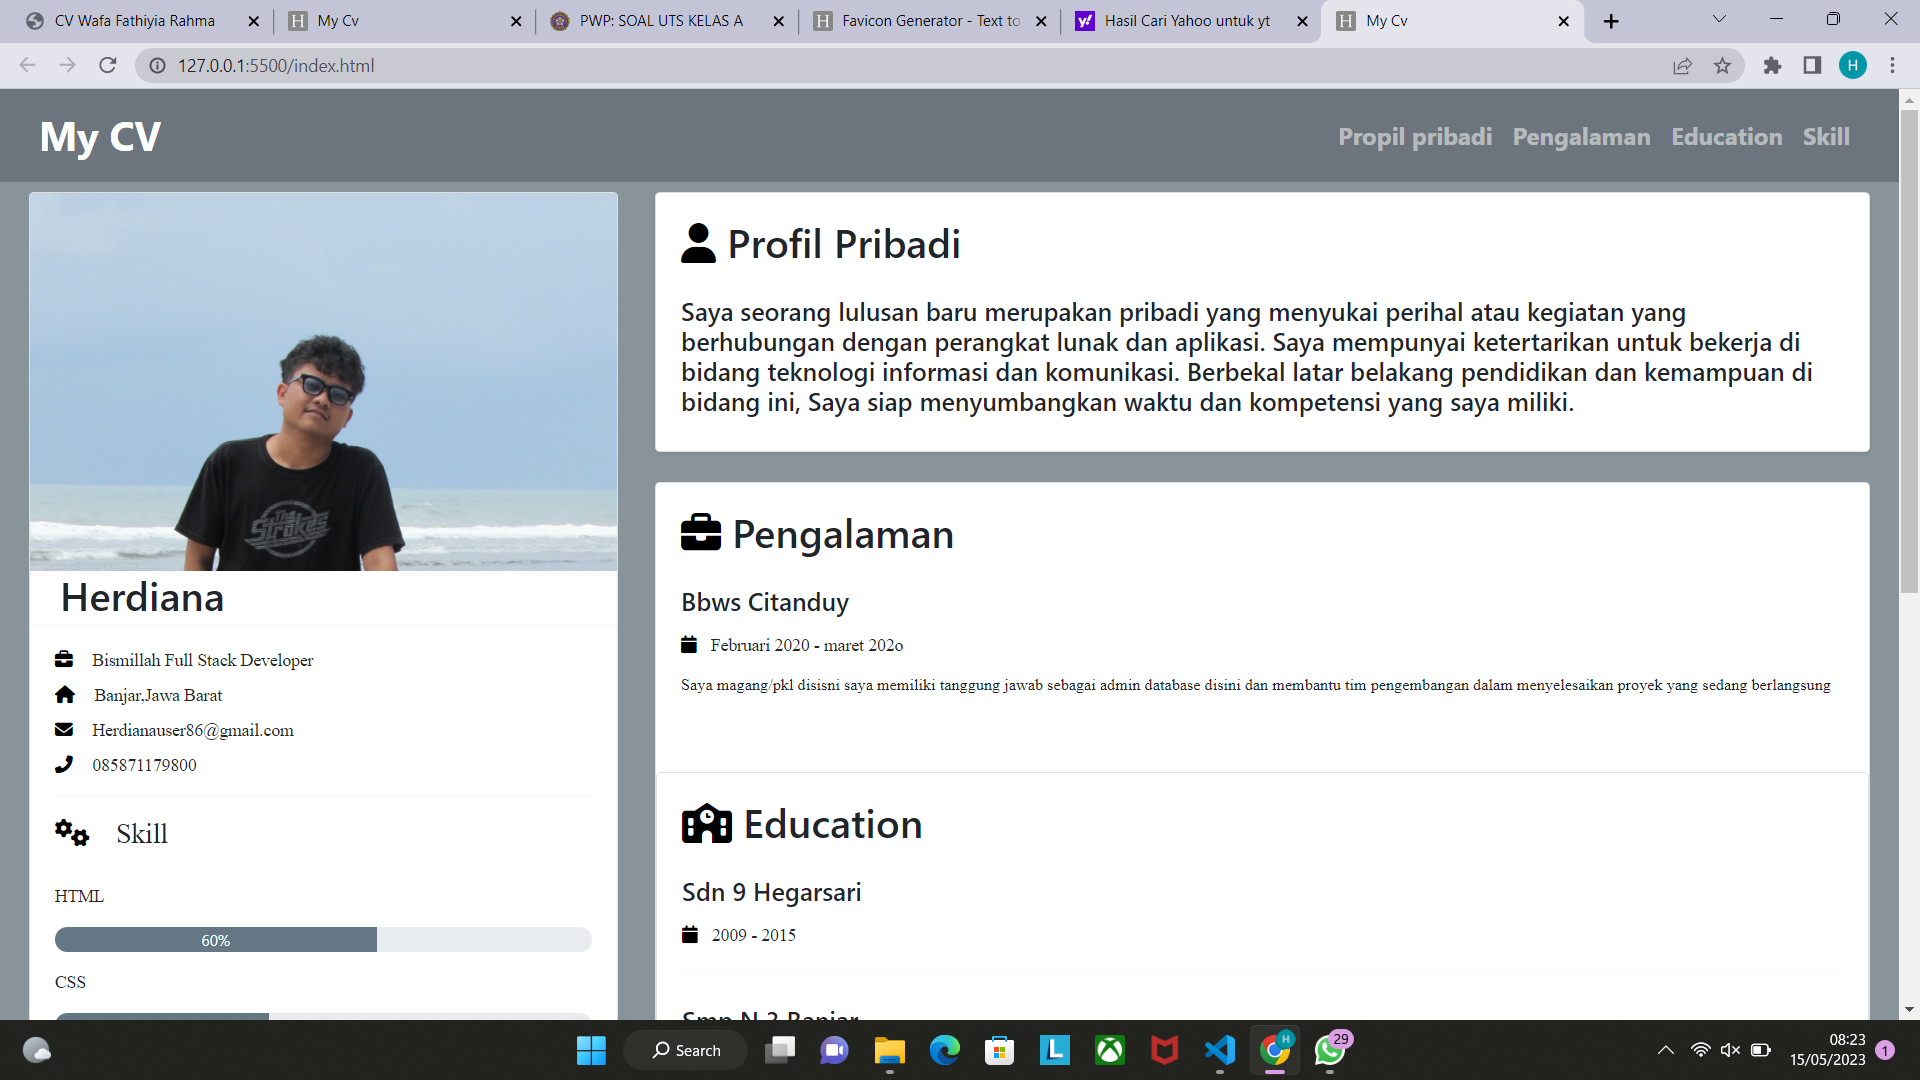 CV Wafa Fathiyia Rahma
My Cv
PWP: SOAL UTS KELAS A
Favicon Generator - Text to
Hasil Cari Yahoo untuk yt
My Cv
127.0.0.1:5500/index.html
H
My CV
Propil pribadi
Pengalaman
Education
Skill
The Strokes
Herdiana
Bismillah Full Stack Developer
Banjar,Jawa Barat
Herdianauser86@gmail.com
085871179800
Skill
HTML
60%
CSS
Profil Pribadi
Saya seorang lulusan baru merupakan pribadi yang menyukai perihal atau kegiatan yang
berhubungan dengan perangkat lunak dan aplikasi. Saya mempunyai ketertarikan untuk bekerja di
bidang teknologi informasi dan komunikasi. Berbekal latar belakang pendidikan dan kemampuan di
bidang ini, Saya siap menyumbangkan waktu dan kompetensi yang saya miliki.
Pengalaman
Bbws Citanduy
Februari 2020 - maret 202o
Saya magang/pkl disisni saya memiliki tanggung jawab sebagai admin database disini dan membantu tim pengembangan dalam menyelesaikan proyek yang sedang berlangsung
Education
Sdn 9 Hegarsari
2009 - 2015
Smp N 3 Banjar
Search
29
08:23
15/05/2023
1